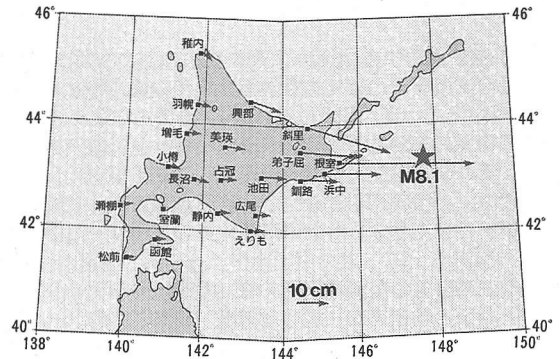 46°
44°
42°
40°
138°
140°
142°
144°
146°
148°
150°
46°
44°
42°
40°
稚内
羽幌
興部
増毛
美瑛
斜里
小樽
弟子屈
根室
長沼
占冠
池田
釧路
浜中
瀬棚
室蘭
静内
広尾
えりも
函館
松前
M8.1
10cm